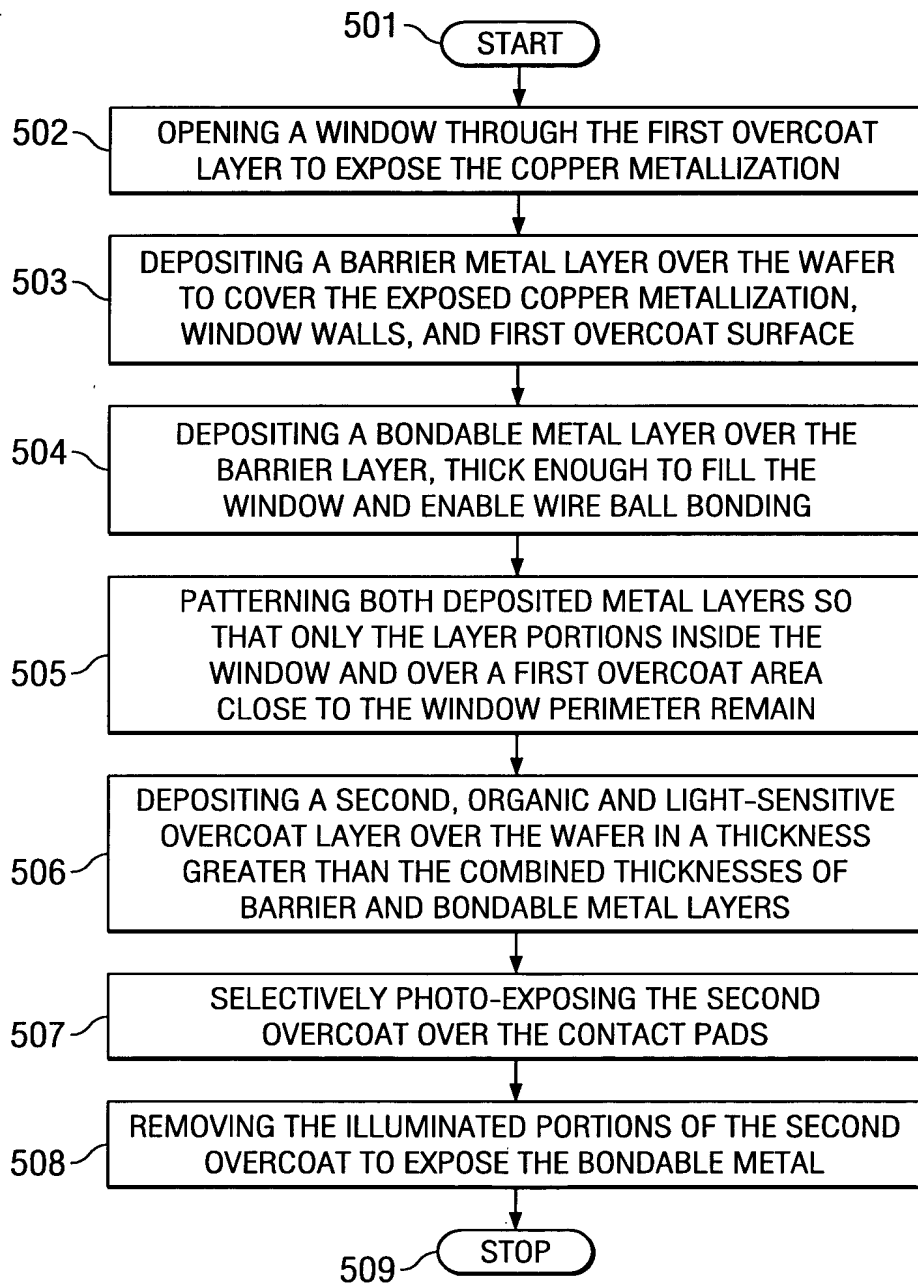 501
START
502
OPENING A WINDOW THROUGH THE FIRST OVERCOAT
LAYER TO EXPOSE THE COPPER METALLIZATION
503
DEPOSITING A BARRIER METAL LAYER OVER THE WAFER
TO COVER THE EXPOSED COPPER METALLIZATION,
WINDOW WALLS, AND FIRST OVERCOAT SURFACE
504
DEPOSITING A BONDABLE METAL LAYER OVER THE
BARRIER LAYER, THICK ENOUGH TO FILL THE
WINDOW AND ENABLE WIRE BALL BONDING
505
PATTERNING BOTH DEPOSITED METAL LAYERS SO
THAT ONLY THE LAYER PORTIONS INSIDE THE
WINDOW AND OVER A FIRST OVERCOAT AREA
CLOSE TO THE WINDOW PERIMETER REMAIN
506
DEPOSITING A SECOND, ORGANIC AND LIGHT-SENSITIVE
OVERCOAT LAYER OVER THE WAFER IN A THICKNESS
GREATER THAN THE COMBINED THICKNESSES OF
BARRIER AND BONDABLE METAL LAYERS
507
SELECTIVELY PHOTO-EXPOSING THE SECOND
OVERCOAT OVER THE CONTACT PADS
508
REMOVING THE ILLUMINATED PORTIONS OF THE SECOND
OVERCOAT TO EXPOSE THE BONDABLE METAL
509
STOP